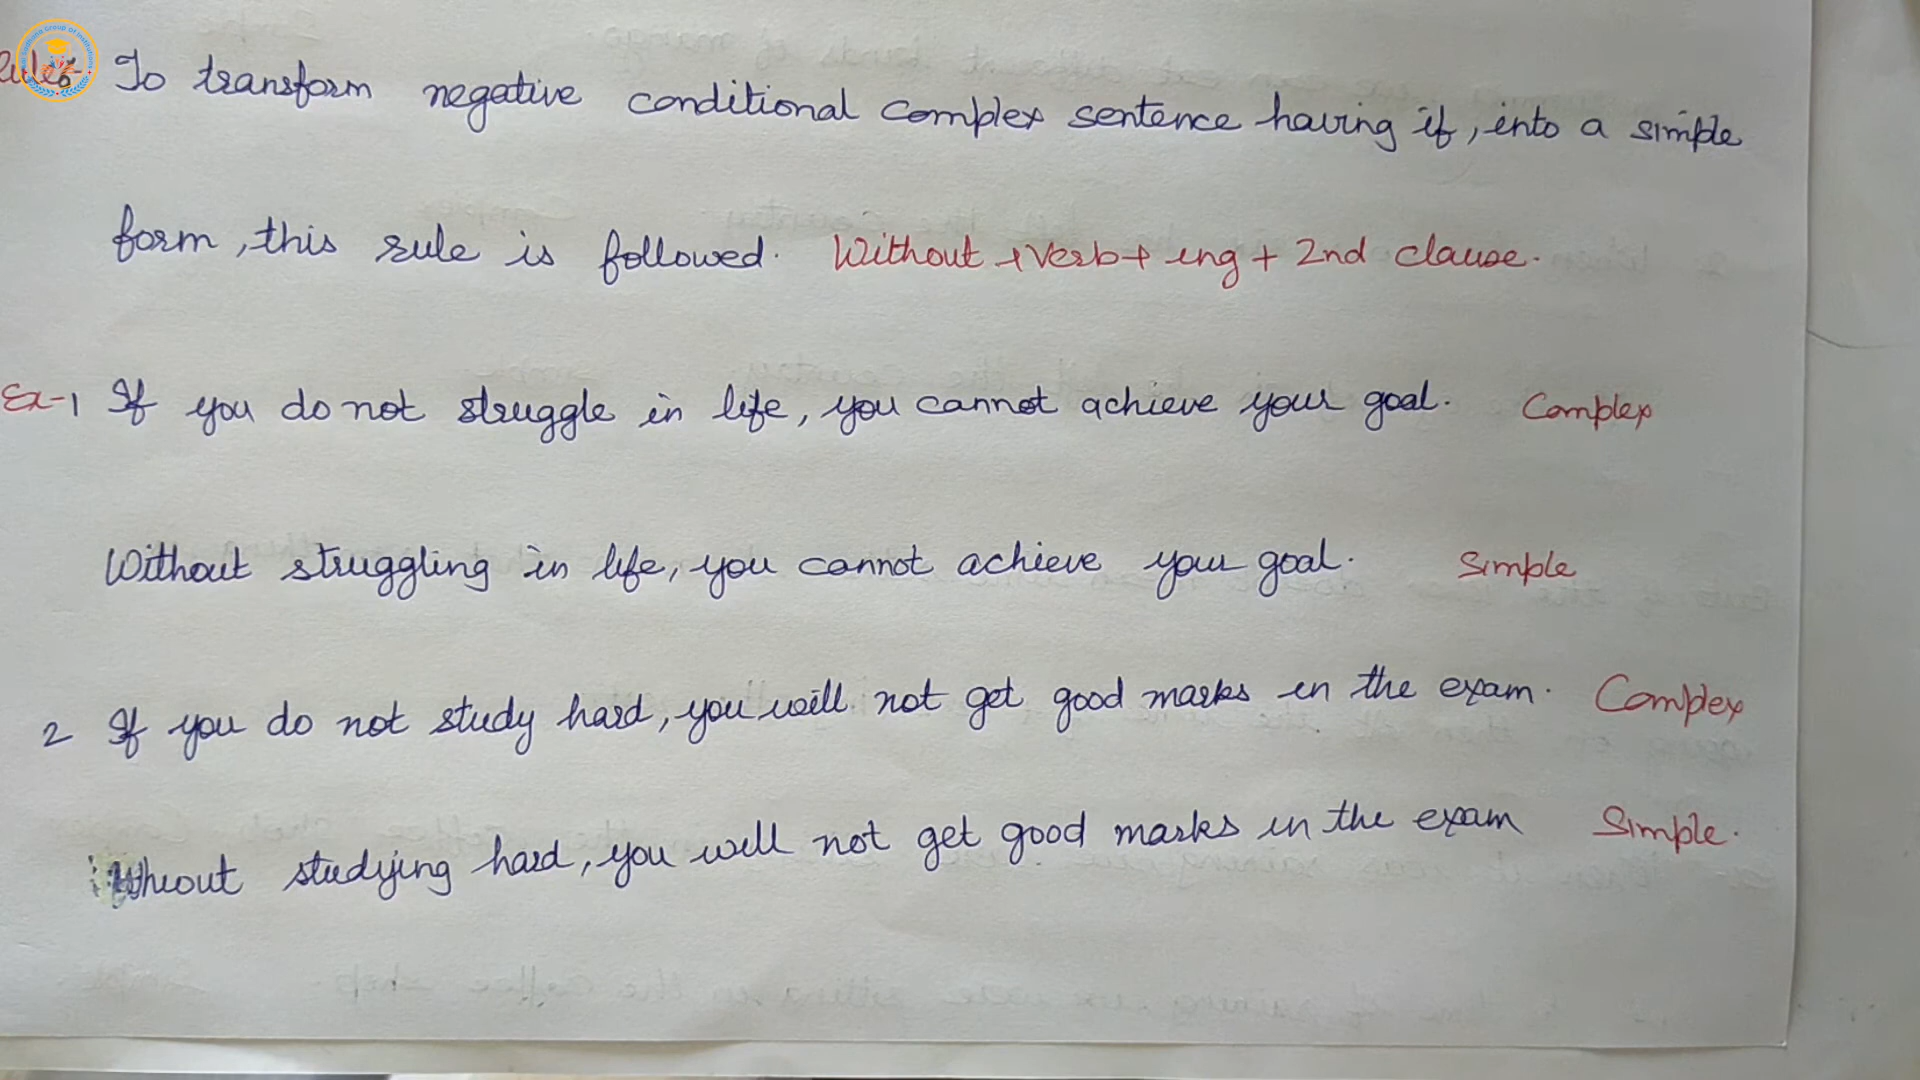 To transform negative conditional complex sentence having if, into a simple
form, this rule is followed. Without + Verb + ing + 2nd clause.
Ex-1 If you do not struggle in life, you cannot achieve your goal. Complex
Without struggling in life, you cannot achieve your goal. Simple
2 If you do not study hard, you will not get good marks in the exam. Complex
studying hard, you will not get good marks in the exam Simple.